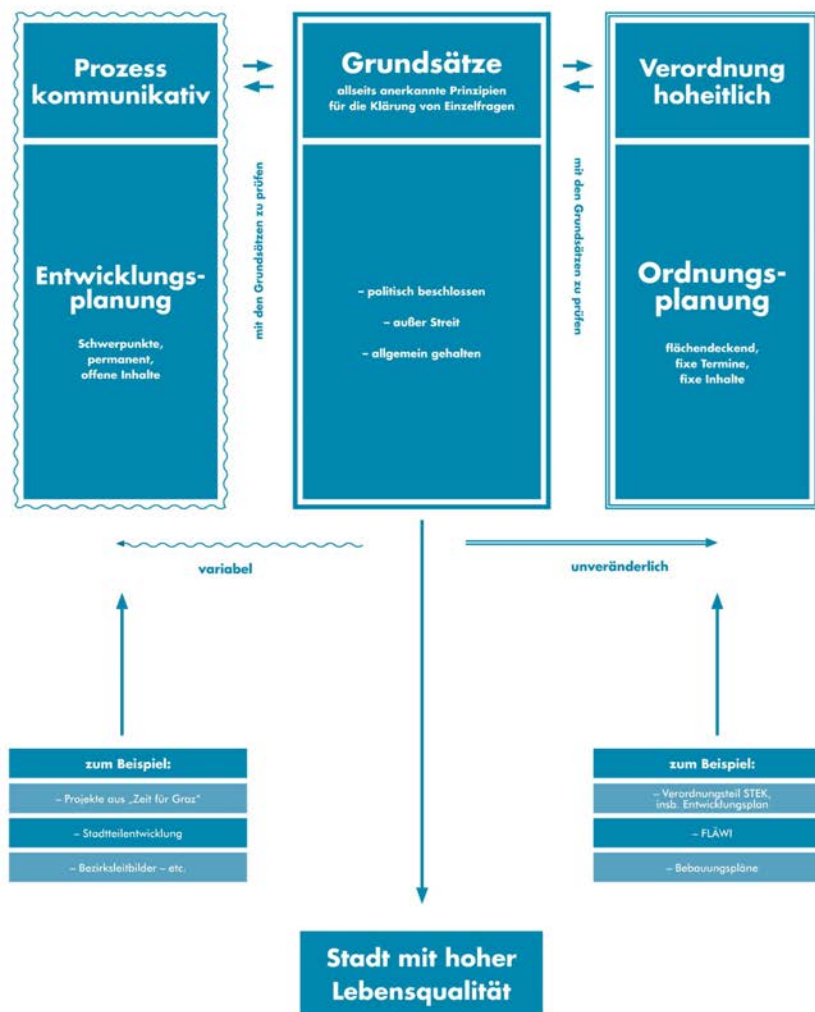 Prozess
kommunikativ
Grundsätze
allseits anerkannte Prinzipien
für die Klärung von Einzelfragen
Verordnung
hoheitlich
mit den Grundsätzen zu prüfen
mit den Grundsätzen zu prüfen
Entwicklungs-
planung
Schwerpunkte,
permanent,
offene Inhalte
– politisch beschlossen
– außer Streit
– allgemein gehalten
Ordnungs-
planung
flächendeckend,
fixe Termine,
fixe Inhalte
variabel
unveränderlich
zum Beispiel:
– Projekte aus „Zeit für Graz"
– Stadtteilentwicklung
– Bezirksleitbilder – etc.
zum Beispiel:
– Verordnungsteil STEK,
insb. Entwicklungsplan
– FLÄWI
– Bebauungspläne
Stadt mit hoher
Lebensqualität